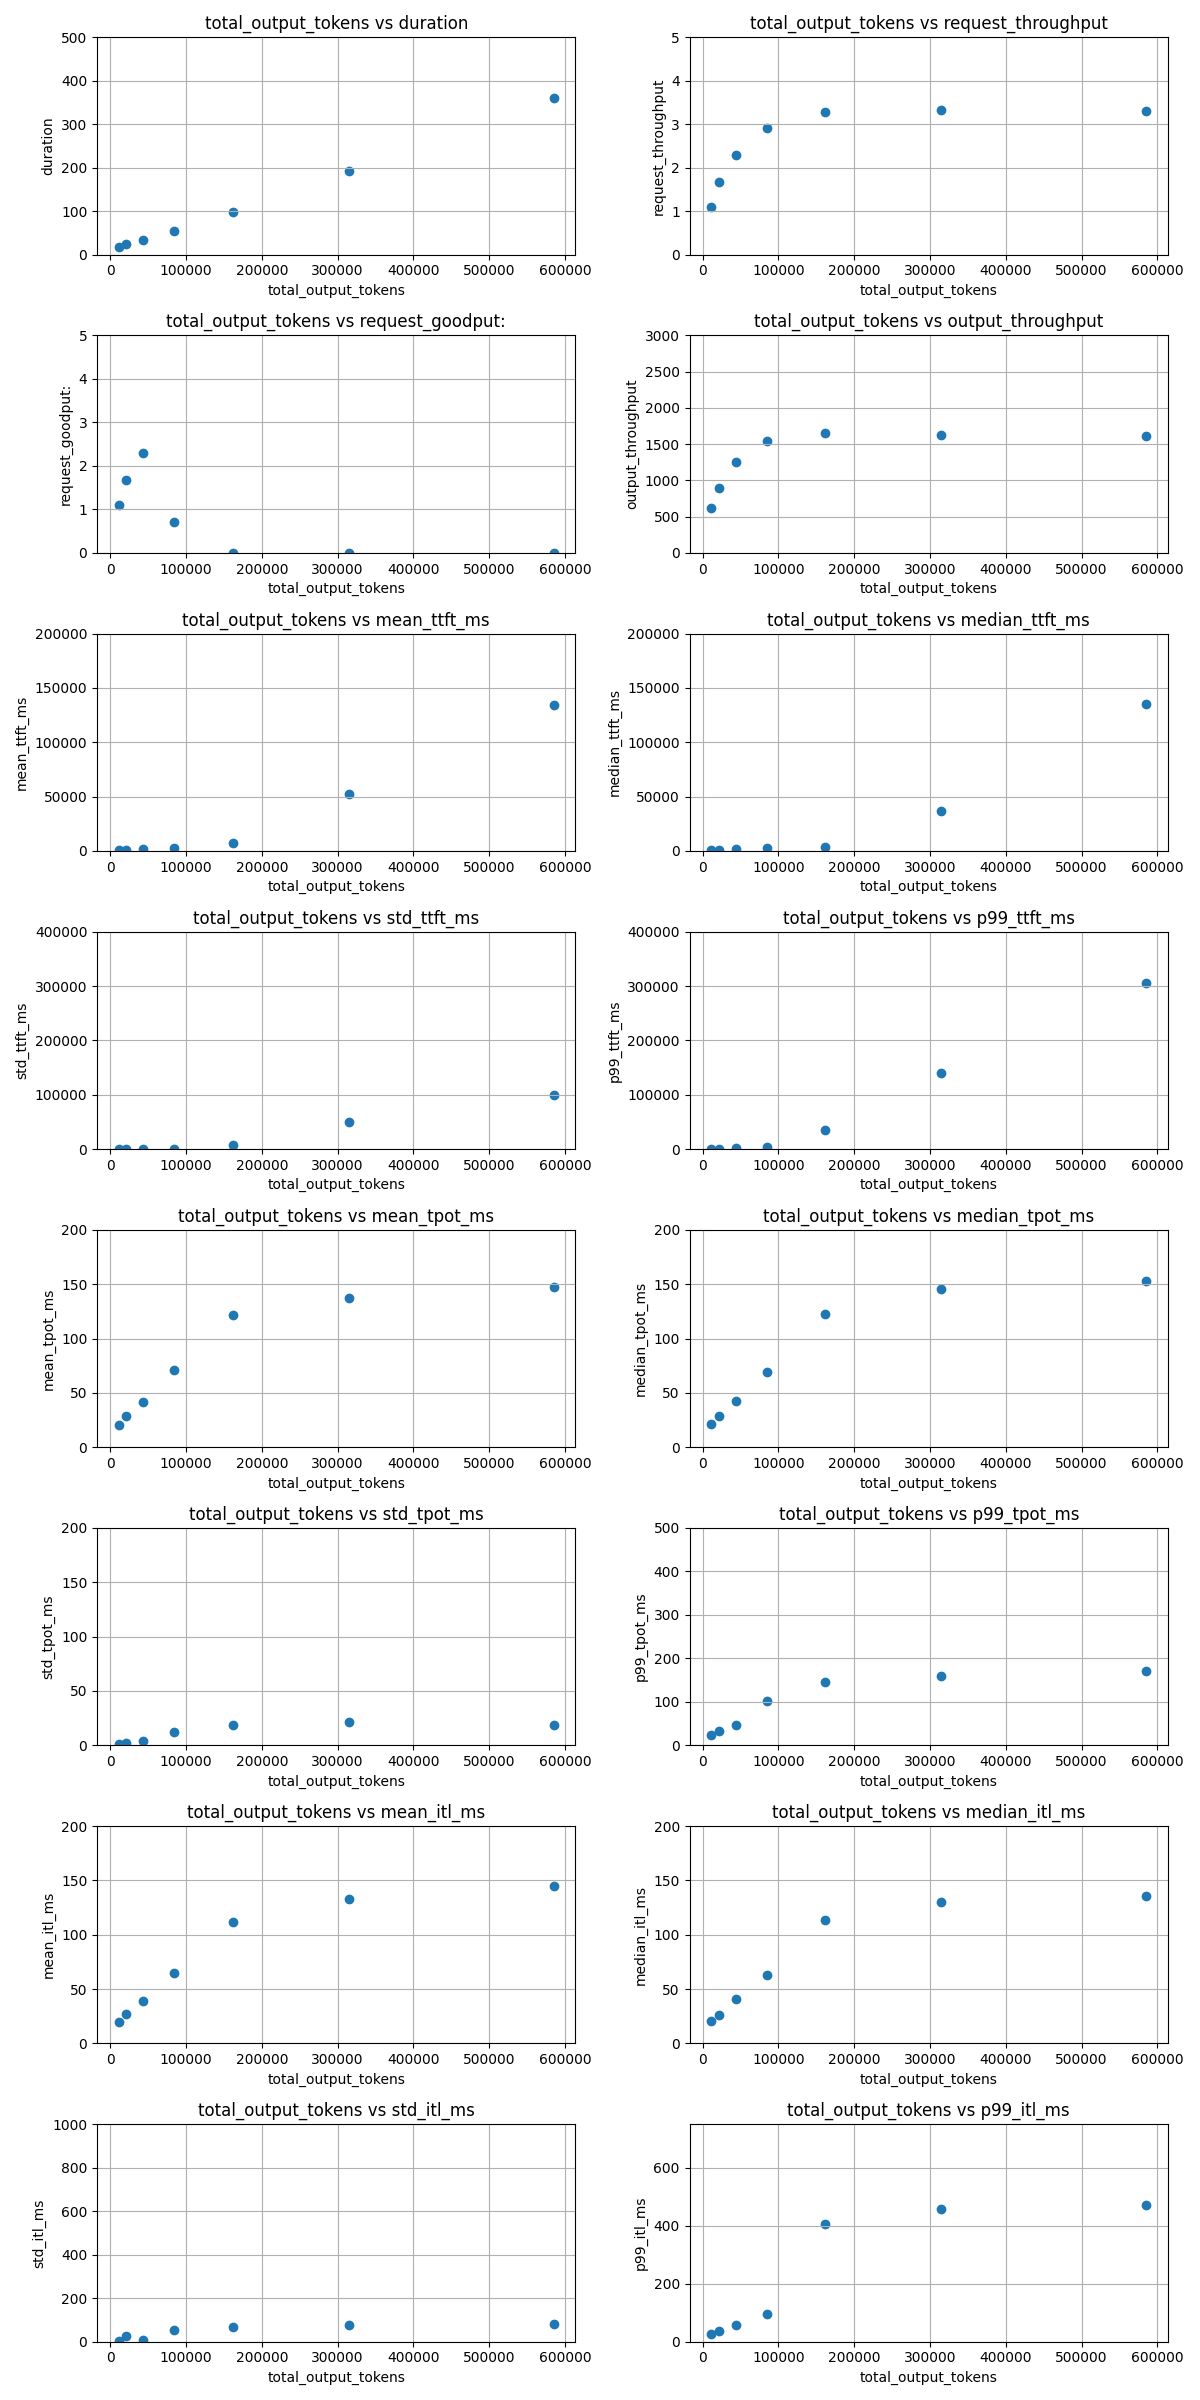 total_output_tokens vs duration
duration
500
400
300
200
100
0
0 100000 200000 300000 400000 500000 600000
total_output_tokens
total_output_tokens vs request_throughput
request_throughput
5
4
3
2
1
0
0 100000 200000 300000 400000 500000 600000
total_output_tokens
total_output_tokens vs request_goodput:
request_goodput:
5
4
3
2
1
0
0 100000 200000 300000 400000 500000 600000
total_output_tokens
total_output_tokens vs output_throughput
output_throughput
3000
2500
2000
1500
1000
500
0
0 100000 200000 300000 400000 500000 600000
total_output_tokens
total_output_tokens vs mean_ttft_ms
mean_ttft_ms
200000
150000
100000
50000
0
0 100000 200000 300000 400000 500000 600000
total_output_tokens
total_output_tokens vs median_ttft_ms
median_ttft_ms
200000
150000
100000
50000
0
0 100000 200000 300000 400000 500000 600000
total_output_tokens
total_output_tokens vs std_ttft_ms
std_ttft_ms
400000
300000
200000
100000
0
0 100000 200000 300000 400000 500000 600000
total_output_tokens
total_output_tokens vs p99_ttft_ms
p99_ttft_ms
400000
300000
200000
100000
0
0 100000 200000 300000 400000 500000 600000
total_output_tokens
total_output_tokens vs mean_tpot_ms
mean_tpot_ms
200
150
100
50
0
0 100000 200000 300000 400000 500000 600000
total_output_tokens
total_output_tokens vs median_tpot_ms
median_tpot_ms
200
150
100
50
0
0 100000 200000 300000 400000 500000 600000
total_output_tokens
total_output_tokens vs std_tpot_ms
std_tpot_ms
200
150
100
50
0
0 100000 200000 300000 400000 500000 600000
total_output_tokens
total_output_tokens vs p99_tpot_ms
p99_tpot_ms
500
400
300
200
100
0
0 100000 200000 300000 400000 500000 600000
total_output_tokens
total_output_tokens vs mean_itl_ms
mean_itl_ms
200
150
100
50
0
0 100000 200000 300000 400000 500000 600000
total_output_tokens
total_output_tokens vs median_itl_ms
median_itl_ms
200
150
100
50
0
0 100000 200000 300000 400000 500000 600000
total_output_tokens
total_output_tokens vs std_itl_ms
std_itl_ms
1000
800
600
400
200
0
0 100000 200000 300000 400000 500000 600000
total_output_tokens
total_output_tokens vs p99_itl_ms
p99_itl_ms
600
400
200
0
0 100000 200000 300000 400000 500000 600000
total_output_tokens